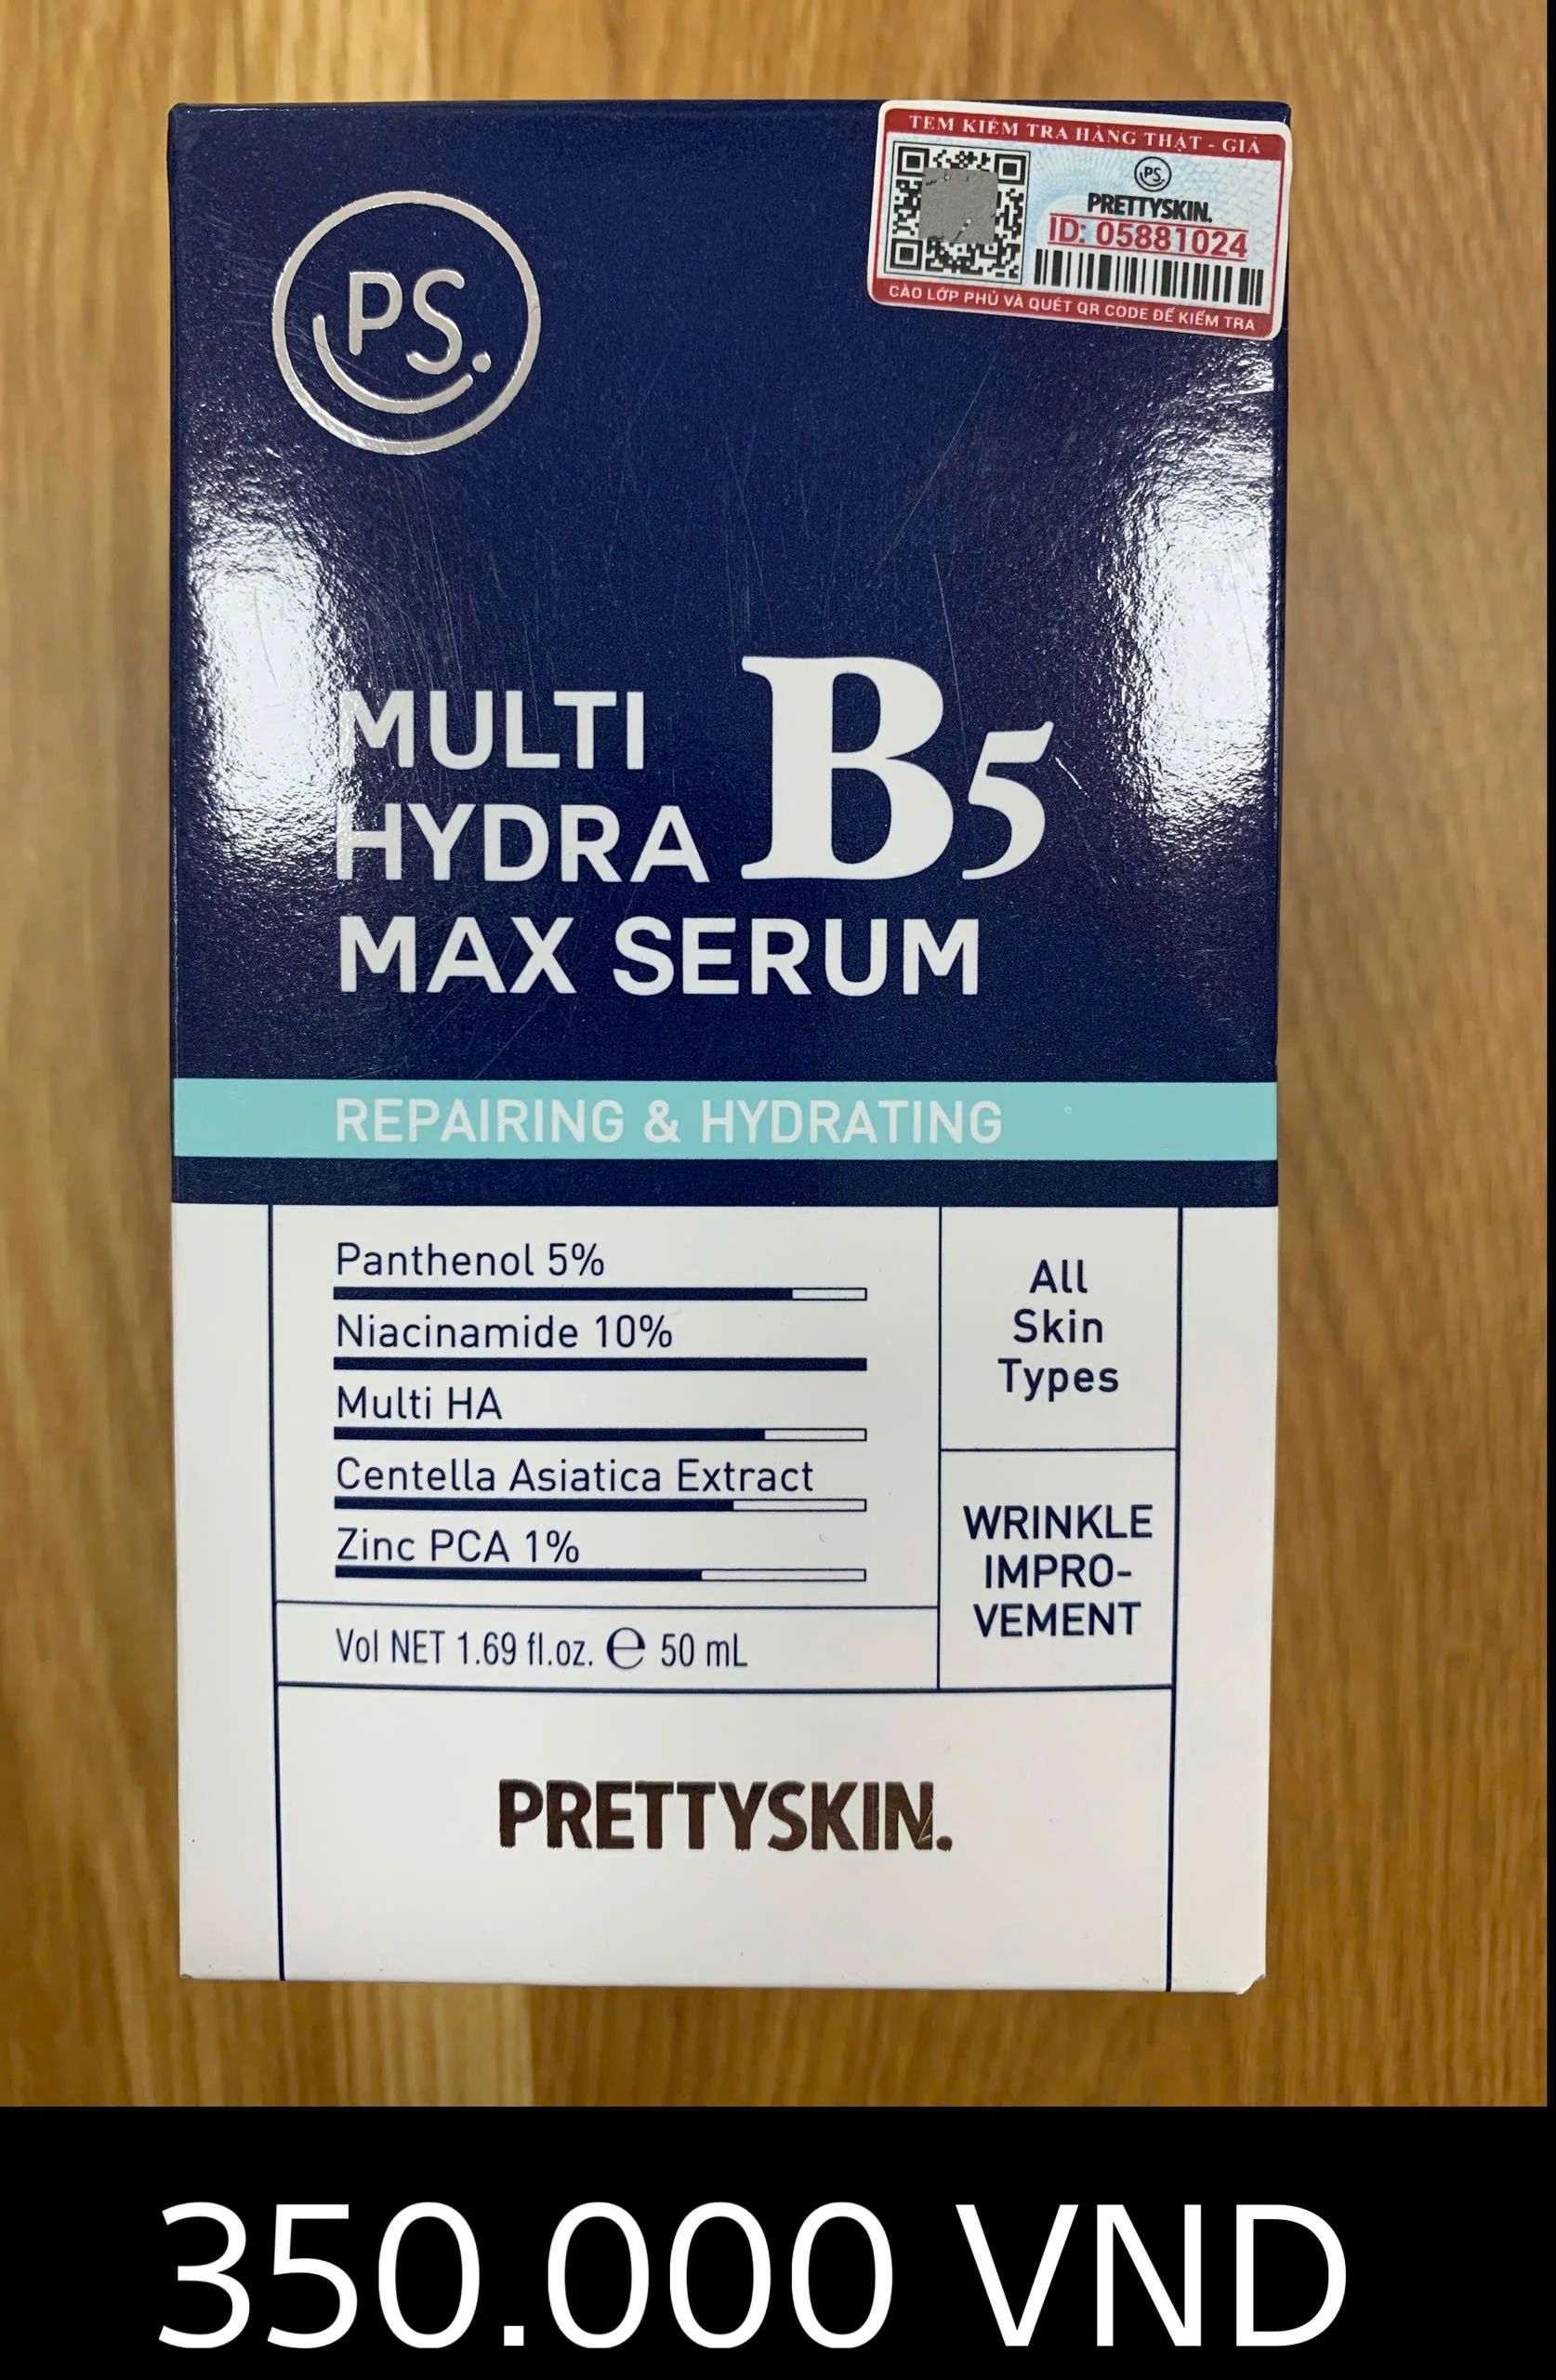 TEM KIỂM TRA HÀNG THẬT - GIẢ
PS.
PRETTYSKIN.
ID: 05881024
CÀO LỚP PHỦ VÀ QUÉT QR CODE ĐỂ KIỂM TRA
PS.
MULTI
HYDRA B5
MAX SERUM
REPAIRING & HYDRATING
Panthenol 5%
Niacinamide 10%
Multi HA
Centella Asiatica Extract
Zinc PCA 1%
All
Skin
Types
WRINKLE
IMPRO-
VEMENT
Vol NET 1.69 fl.oz. ℮ 50 mL
PRETTYSKIN.
350.000 VND